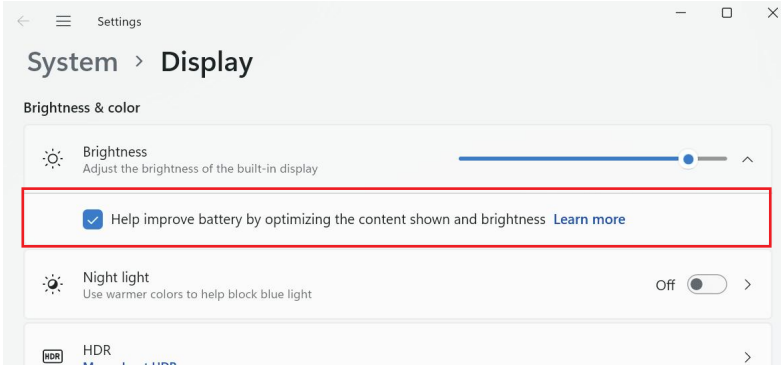 Settings
System > Display
Brightness & color
Brightness
Adjust the brightness of the built-in display
Help improve battery by optimizing the content shown and brightness Learn more
Night light
Use warmer colors to help block blue light
Off
HDR
HDR